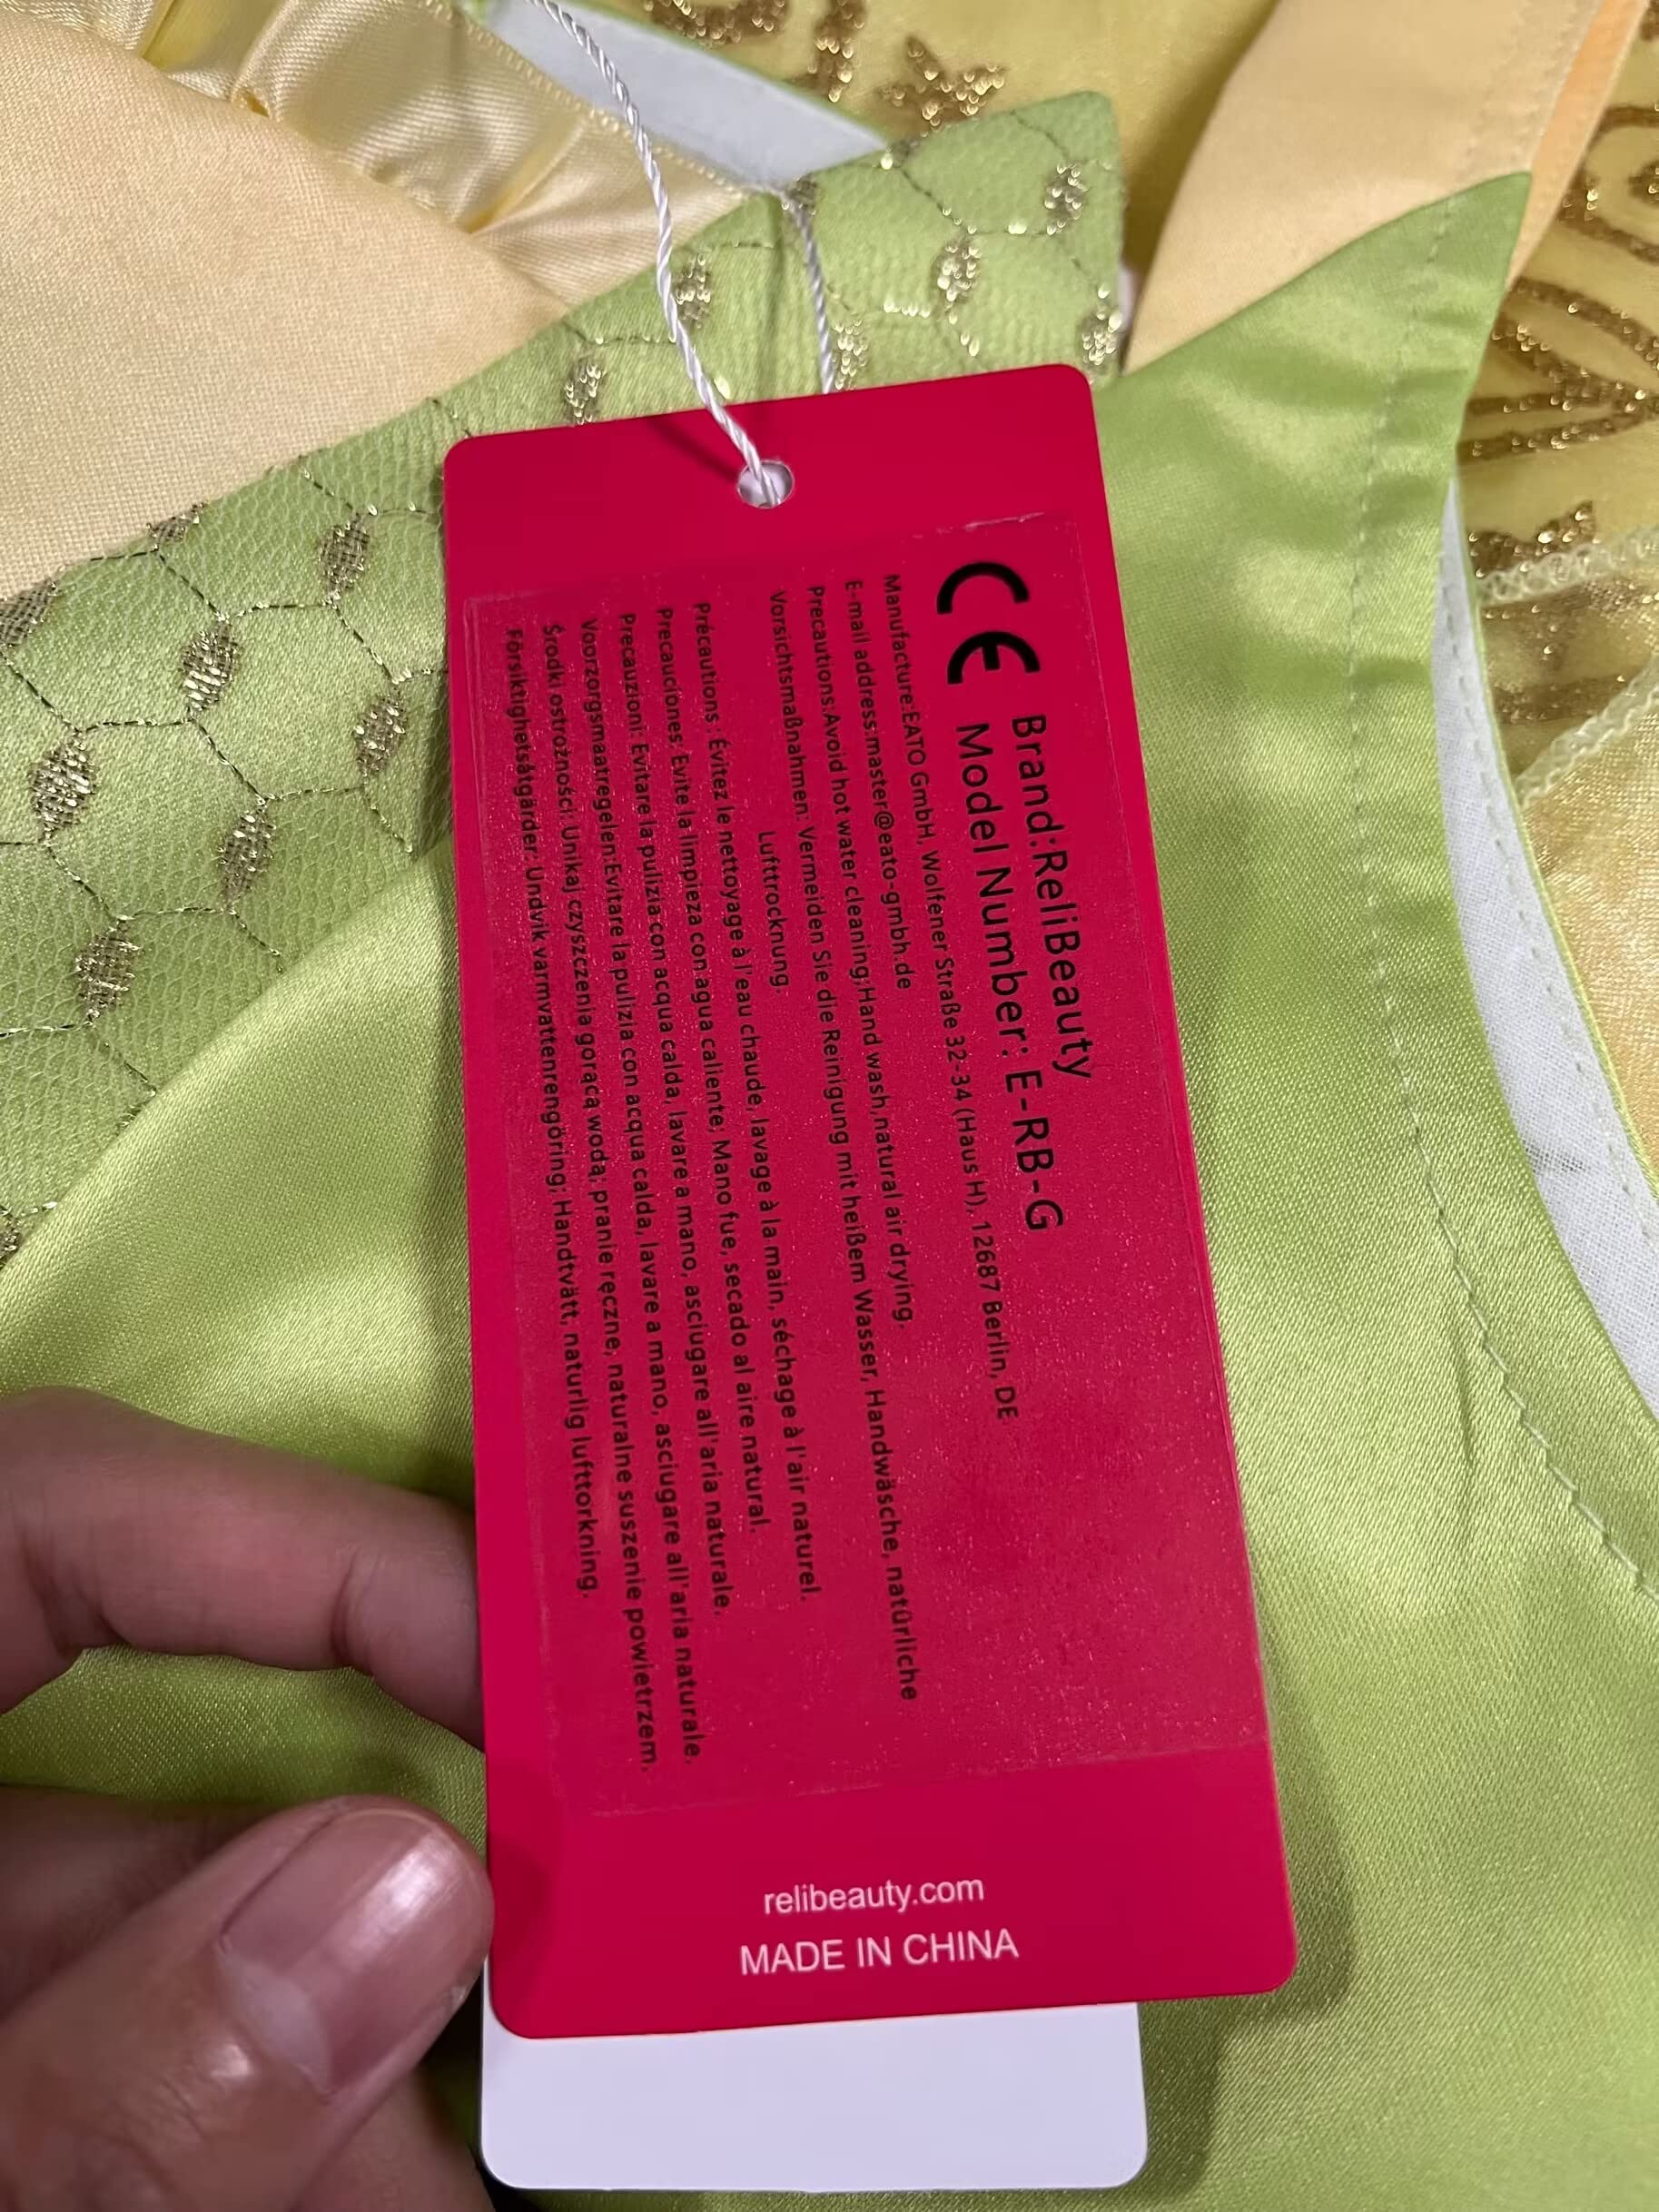 CE
Brand:ReliBeauty
Model Number: E-RB-G
Manufacture:EATO GmbH, Wolfener Straße 32-34 (Haus H), 12687 Berlin, DE
E-mail address:master@eato-gmbh.de
Precautions:Avoid hot water cleaning;Hand wash,natural air drying.
Vorsichtsmaßnahmen: Vermeiden Sie die Reinigung mit heißem Wasser, Handwäsche, natürliche
Lufttrocknung.
Précautions : Évitez le nettoyage à l'eau chaude, lavage à la main, séchage à l'air naturel.
Precauciones: Evite la limpieza con agua caliente; Mano fue, secado al aire natural.
Precauzioni: Evitare la pulizia con acqua calda, lavare a mano, asciugare all'aria naturale.
Voorzorgsmaatregelen:Evitare la pulizia con acqua calda, lavare a mano, asciugare all'aria naturale.
Środki ostrożności: Unikaj czyszczenia gorącą wodą; pranie ręczne, naturalne suszenie powietrzem.
Försiktighetsåtgärder: Undvik varmvattenrengöring; Handtvätt, naturlig lufttorkning.
relibeauty.com
MADE IN CHINA